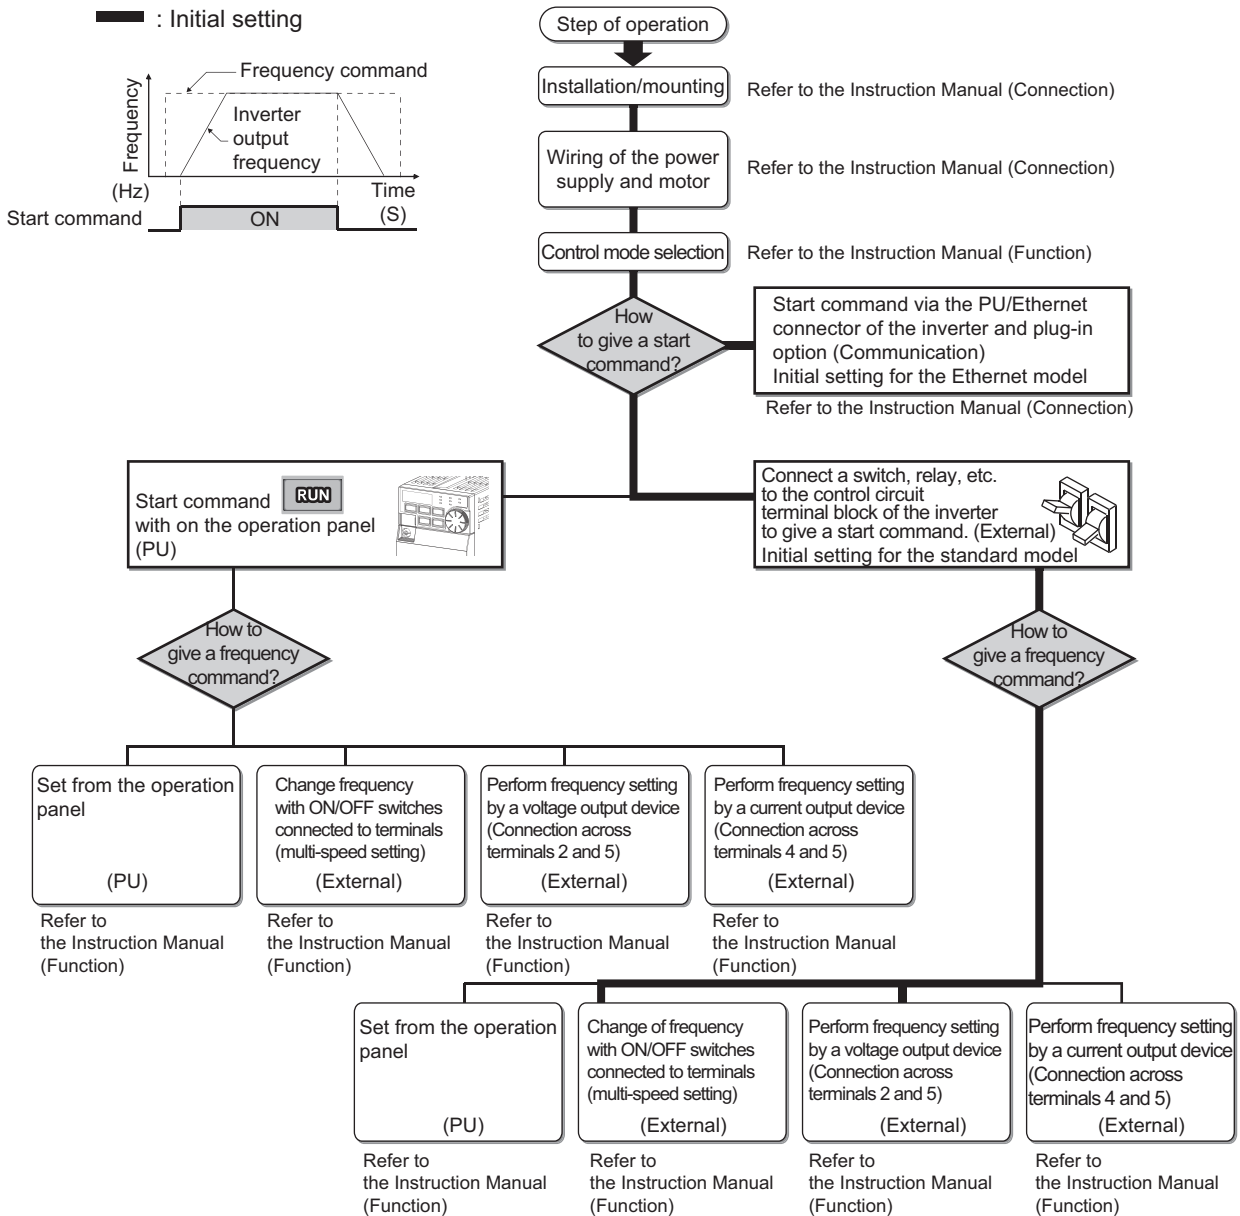 : Initial setting
Frequency command
Frequency
Inverter
output
frequency
(Hz)
Time
(S)
Start command
ON
Step of operation
Installation/mounting
Refer to the Instruction Manual (Connection)
Wiring of the power
supply and motor
Refer to the Instruction Manual (Connection)
Control mode selection
Refer to the Instruction Manual (Function)
How
to give a start
command?
Start command via the PU/Ethernet
connector of the inverter and plug-in
option (Communication)
Initial setting for the Ethernet model
Refer to the Instruction Manual (Connection)
Start command
RUN
with on the operation panel
(PU)
Connect a switch, relay, etc.
to the control circuit
terminal block of the inverter
to give a start command. (External)
Initial setting for the standard model
How to
give a frequency
command?
How to
give a frequency
command?
Set from the operation
panel
(PU)
Change frequency
with ON/OFF switches
connected to terminals
(multi-speed setting)
(External)
Perform frequency setting
by a voltage output device
(Connection across
terminals 2 and 5)
(External)
Perform frequency setting
by a current output device
(Connection across
terminals 4 and 5)
(External)
Refer to
the Instruction Manual
(Function)
Refer to
the Instruction Manual
(Function)
Refer to
the Instruction Manual
(Function)
Refer to
the Instruction Manual
(Function)
Set from the operation
panel
(PU)
Change of frequency
with ON/OFF switches
connected to terminals
(multi-speed setting)
(External)
Perform frequency setting
by a voltage output device
(Connection across
terminals 2 and 5)
(External)
Perform frequency setting
by a current output device
(Connection across
terminals 4 and 5)
(External)
Refer to
the Instruction Manual
(Function)
Refer to
the Instruction Manual
(Function)
Refer to
the Instruction Manual
(Function)
Refer to
the Instruction Manual
(Function)